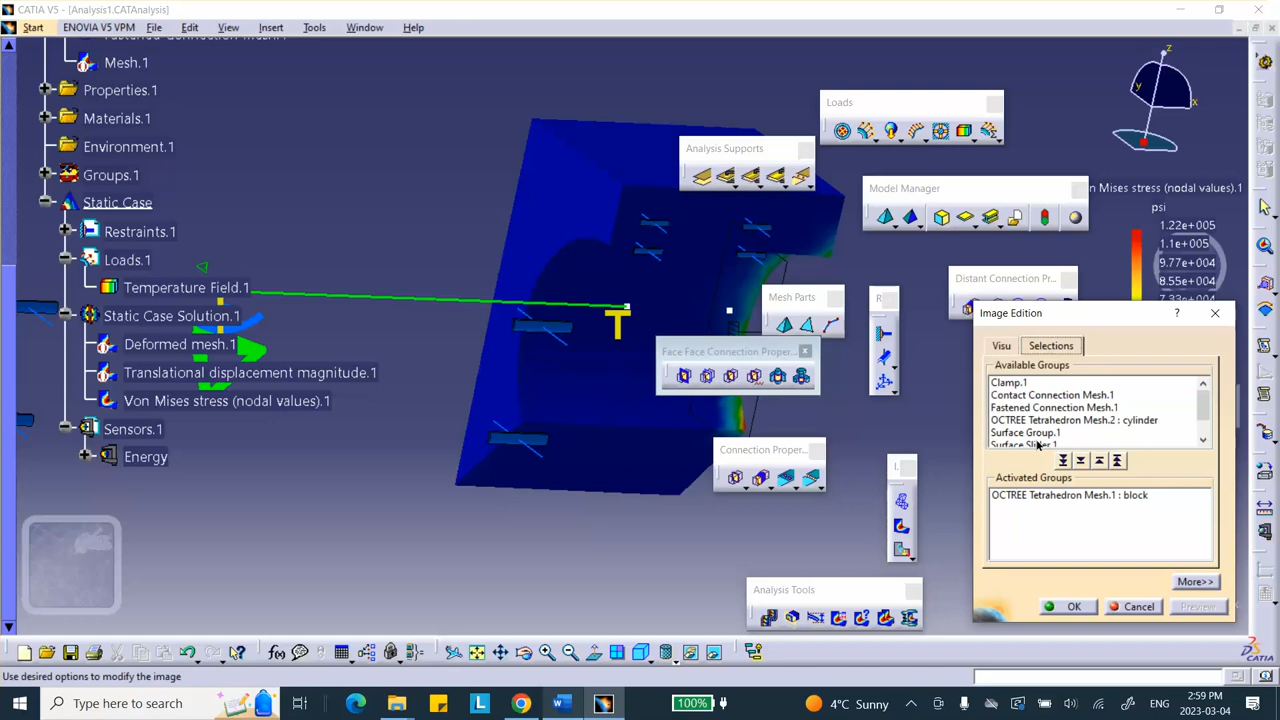 CATIA V5 - [Analysis1.CATAnalysis]
Start ENOVIA V5 VPM File Edit View Insert Tools Window Help
Mesh.1
Properties.1
Materials.1
Environment.1
Groups.1
Static Case
Restraints.1
Loads.1
Temperature Field.1
Static Case Solution.1
Deformed mesh.1
Translational displacement magnitude.1
Von Mises stress (nodal values).1
Sensors.1
Energy
T
z
y
x
Loads
Analysis Supports
Model Manager
n Mises stress (nodal values).1
psi
1.22e+005
1.1e+005
9.77e+004
8.55e+004
Distant Connection Pr...
Mesh Parts
R
Face Face Connection Proper...
Connection Proper...
I.
Analysis Tools
Image Edition
?
Visu Selections
Available Groups
Clamp.1
Contact Connection Mesh.1
Fastened Connection Mesh.1
OCTREE Tetrahedron Mesh.2 : cylinder
Surface Group.1
Surface Slider.1
Activated Groups
OCTREE Tetrahedron Mesh.1 : block
More>>
OK Cancel Preview
CATIA
Use desired options to modify the image
Type here to search
100%
4°C Sunny
ENG
2:59 PM
2023-03-04